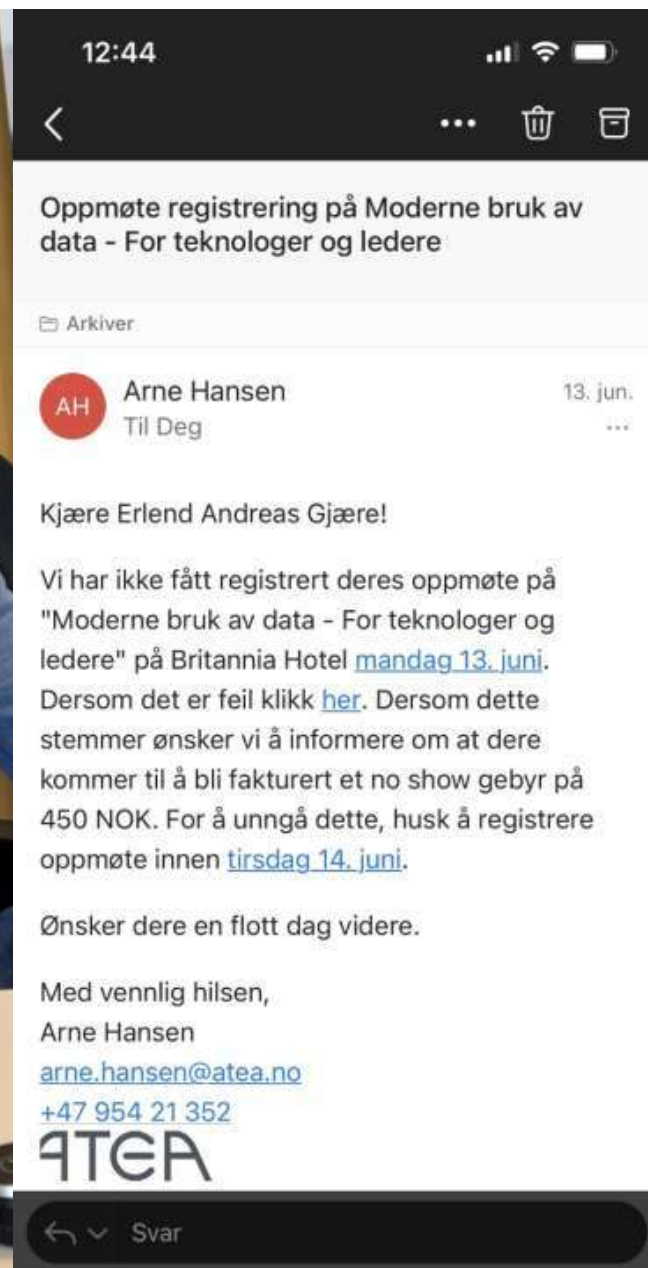 12:44
Oppmøte registrering på Moderne bruk av
data - For teknologer og ledere
Arkiver
AH
Arne Hansen
13. jun.
Til Deg
Kjære Erlend Andreas Gjære!
Vi har ikke fått registrert deres oppmøte på
"Moderne bruk av data - For teknologer og
ledere" på Britannia Hotel mandag 13. juni.
Dersom det er feil klikk her. Dersom dette
stemmer ønsker vi å informere om at dere
kommer til å bli fakturert et no show gebyr på
450 NOK. For å unngå dette, husk å registrere
oppmøte innen tirsdag 14. juni.
Ønsker dere en flott dag videre.
Med vennlig hilsen,
Arne Hansen
arne.hansen@atea.no
+47 954 21 352
ATEA
Svar